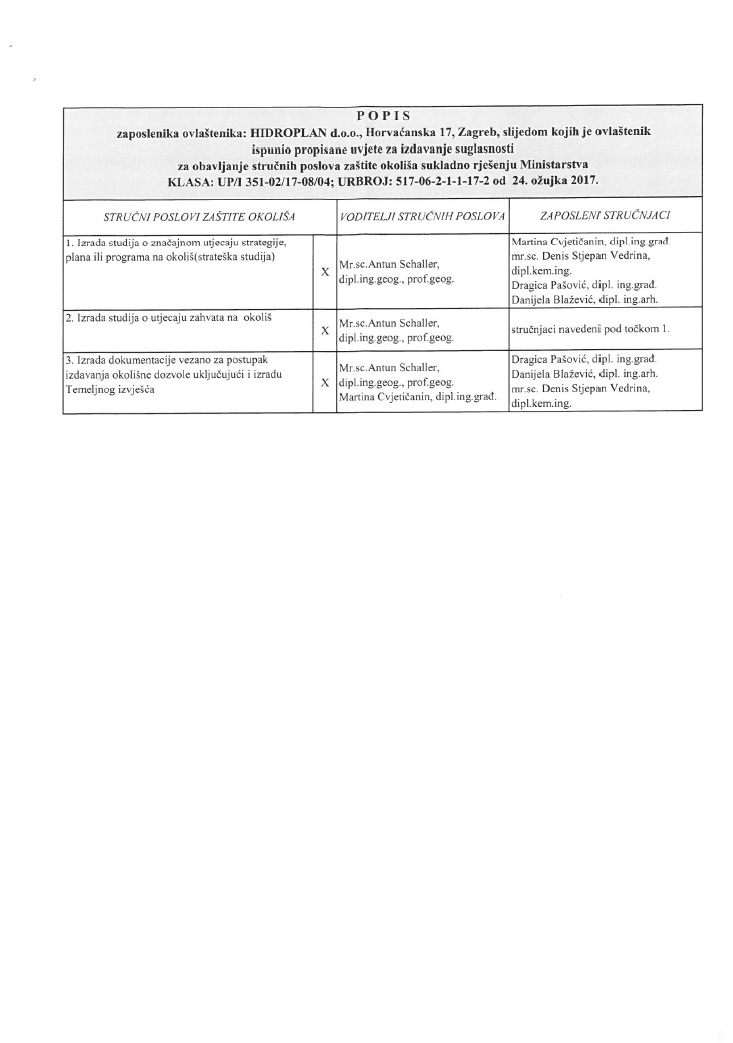 P O P I S
zaposlenika ovlaštenika: HIDROPLAN d.o.o., Horvaćanska 17, Zagreb, slijedom kojih je ovlaštenik
ispunio propisane uvjete za izdavanje suglasnosti
za obavljanje stručnih poslova zaštite okoliša sukladno rješenju Ministarstva
KLASA: UP/I 351-02/17-08/04; URBROJ: 517-06-2-1-1-17-2 od 24. ožujka 2017.
STRUČNI POSLOVI ZAŠTITE OKOLIŠA
VODITELJI STRUČNIH POSLOVA
ZAPOSLENI STRUČNJACI
1. Izrada studija o značajnom utjecaju strategije,
plana ili programa na okoliš(strateška studija)
X
Mr.sc.Antun Schaller,
dipl.ing.geog., prof.geog.
Martina Cvjetičanin, dipl.ing.građ.
mr.sc. Denis Stjepan Vedrina,
dipl.kem.ing.
Dragica Pašović, dipl. ing.građ.
Danijela Blažević, dipl. ing.arh.
2. Izrada studija o utjecaju zahvata na okoliš
X
Mr.sc.Antun Schaller,
dipl.ing.geog., prof.geog.
stručnjaci navedeni pod točkom 1.
3. Izrada dokumentacije vezano za postupak
izdavanja okolišne dozvole uključujući i izradu
Temeljnog izvješća
X
Mr.sc.Antun Schaller,
dipl.ing.geog., prof.geog.
Martina Cvjetičanin, dipl.ing.građ.
Dragica Pašović, dipl. ing.građ.
Danijela Blažević, dipl. ing.arh.
mr.sc. Denis Stjepan Vedrina,
dipl.kem.ing.